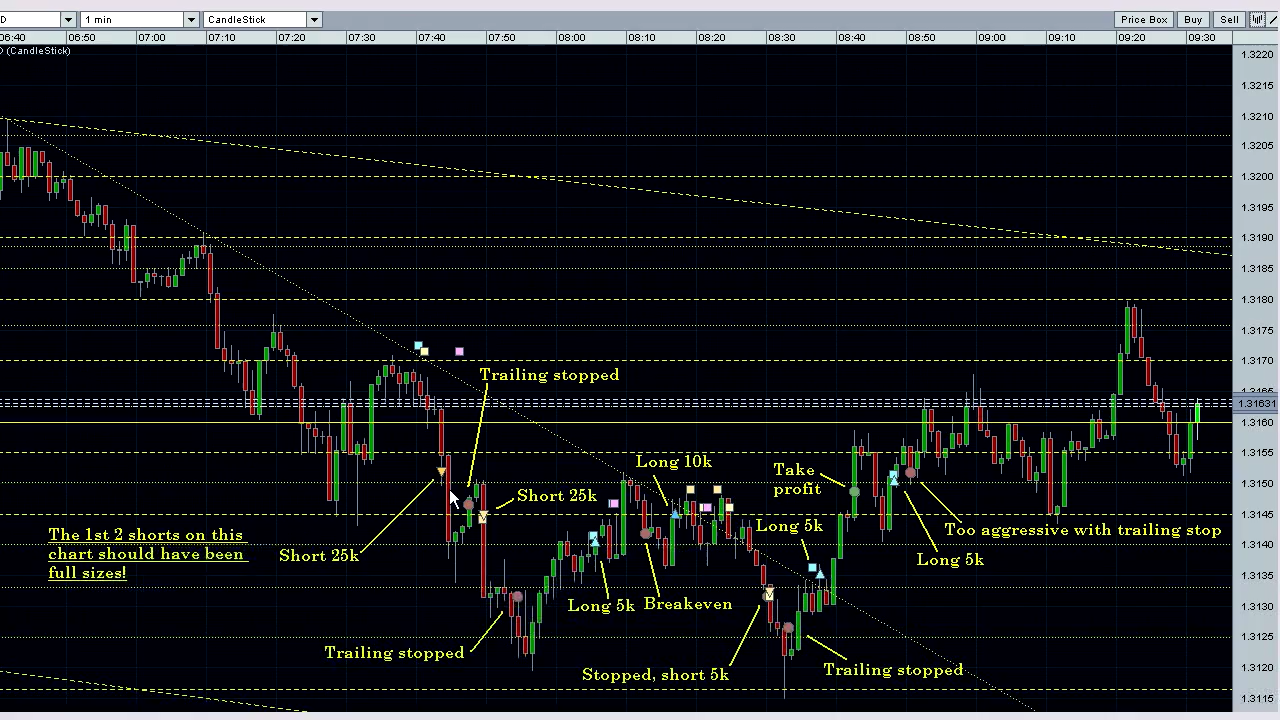 D 1 min CandleStick Price Box Buy Sell
06:40 06:50 07:00 07:10 07:20 07:30 07:40 07:50 08:00 08:10 08:20 08:30 08:40 08:50 09:00 09:10 09:20 09:30
(CandleStick)
1.3220
1.3215
1.3210
1.3205
1.3200
1.3195
1.3190
1.3185
1.3180
1.3175
1.3170
1.3165
1.31631
1.3160
1.3155
1.3150
1.3145
1.3140
1.3135
1.3130
1.3125
1.3120
1.3115
Trailing stopped
Long 10k
Take
profit
Short 25k
Long 5k
Too aggressive with trailing stop
The 1st 2 shorts on this
chart should have been
full sizes!
Short 25k
Long 5k
Long 5k
Breakeven
Trailing stopped
Stopped, short 5k
Trailing stopped